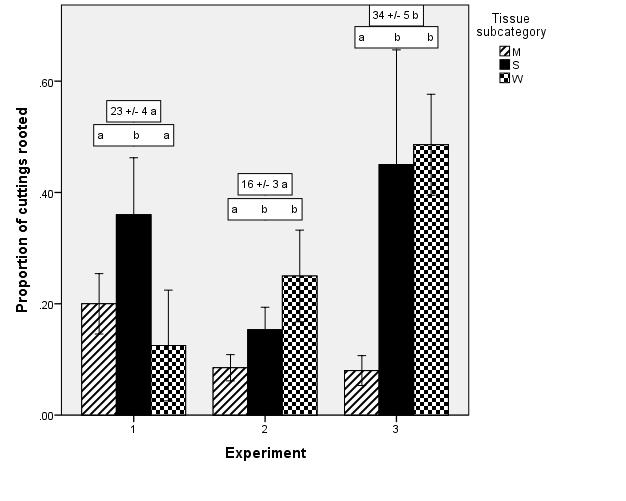 34 +/- 5 b
a b b
Tissue
subcategory
M
S
W
.60
23 +/- 4 a
a b a
16 +/- 3 a
a b b
.40
.20
.00
Proportion of cuttings rooted
1 2 3
Experiment